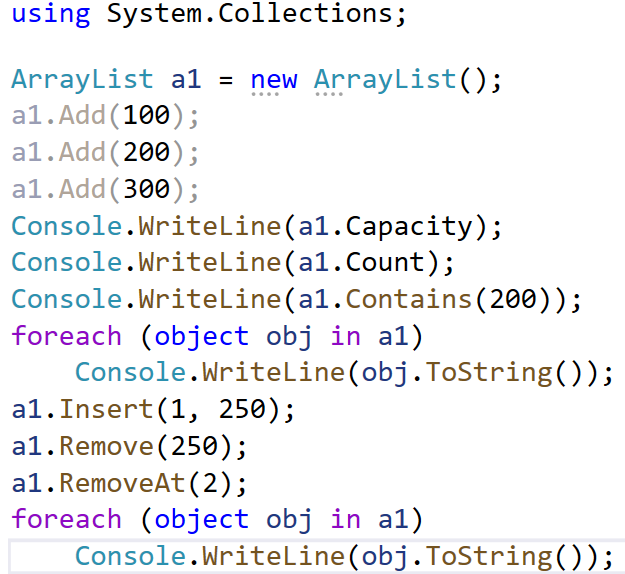 using System.Collections;
ArrayList a1 = new ArrayList();
a1.Add(100);
a1.Add(200);
a1.Add(300);
Console.WriteLine(a1.Capacity);
Console.WriteLine(a1.Count);
Console.WriteLine(a1.Contains(200));
foreach (object obj in a1)
    Console.WriteLine(obj.ToString());
a1.Insert(1, 250);
a1.Remove(250);
a1.RemoveAt(2);
foreach (object obj in a1)
    Console.WriteLine(obj.ToString());